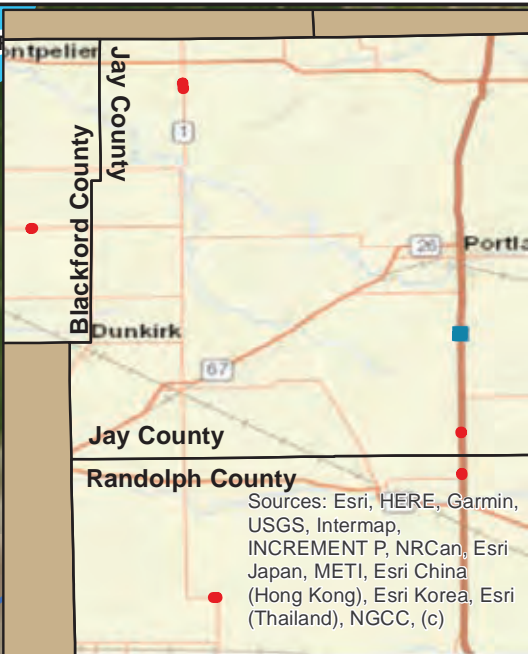 ontpelier
Jay County
1
Blackford County
26
Portla
Dunkirk
67
Jay County
Randolph County
Sources: Esri, HERE, Garmin,
USGS, Intermap,
INCREMENT P, NRCan, Esri
Japan, METI, Esri China
(Hong Kong), Esri Korea, Esri
(Thailand), NGCC, (c)